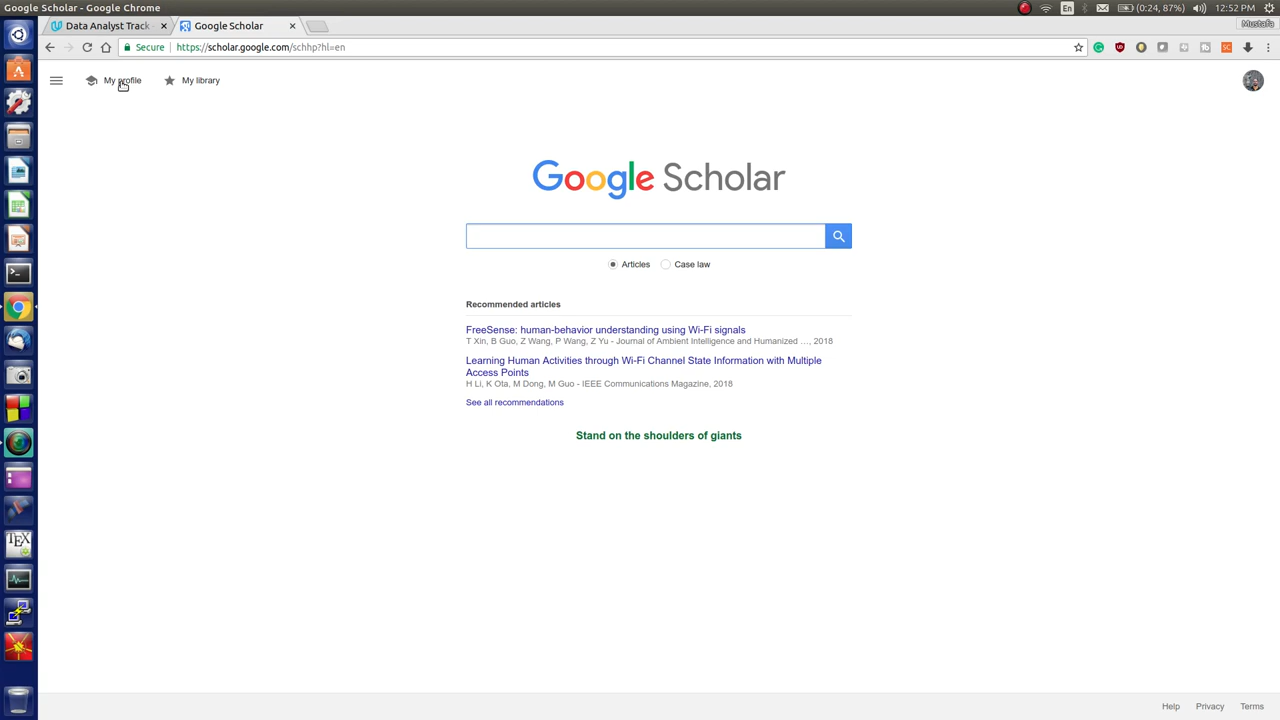 Google Scholar - Google Chrome
En
(0:24, 87%)
12:52 PM
Data Analyst Track
Google Scholar
Mustafa
Secure
https://scholar.google.com/schhp?hl=en
My profile
My library
Google Scholar
Articles
Case law
Recommended articles
FreeSense: human-behavior understanding using Wi-Fi signals
T Xin, B Guo, Z Wang, P Wang, Z Yu - Journal of Ambient Intelligence and Humanized …, 2018
Learning Human Activities through Wi-Fi Channel State Information with Multiple
Access Points
H Li, K Ota, M Dong, M Guo - IEEE Communications Magazine, 2018
See all recommendations
Stand on the shoulders of giants
TEX
Help
Privacy
Terms